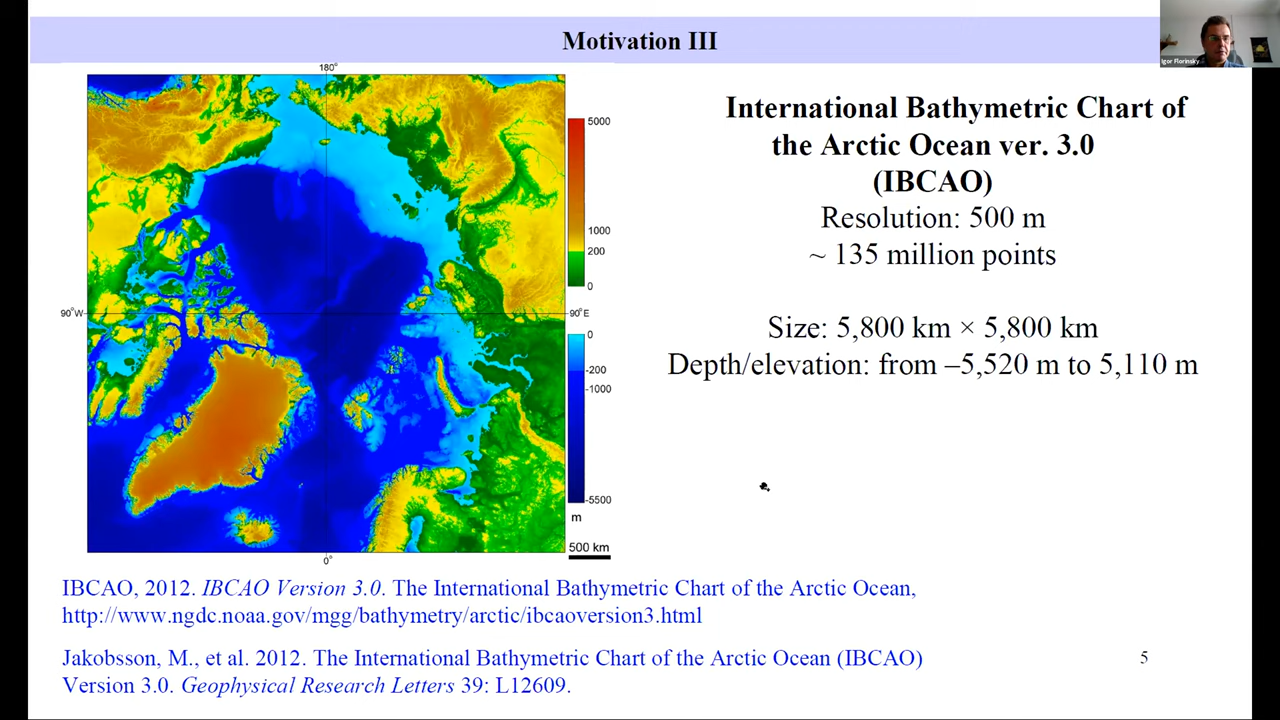 Motivation III
Igor Florinsky
180°
5000
1000
200
0
90°W
90°E
0
-200
-1000
-5500
m
500 km
0°
International Bathymetric Chart of
the Arctic Ocean ver. 3.0
(IBCAO)
Resolution: 500 m
~ 135 million points
Size: 5,800 km × 5,800 km
Depth/elevation: from –5,520 m to 5,110 m
IBCAO, 2012. IBCAO Version 3.0. The International Bathymetric Chart of the Arctic Ocean,
http://www.ngdc.noaa.gov/mgg/bathymetry/arctic/ibcaoversion3.html
Jakobsson, M., et al. 2012. The International Bathymetric Chart of the Arctic Ocean (IBCAO)
Version 3.0. Geophysical Research Letters 39: L12609.
5